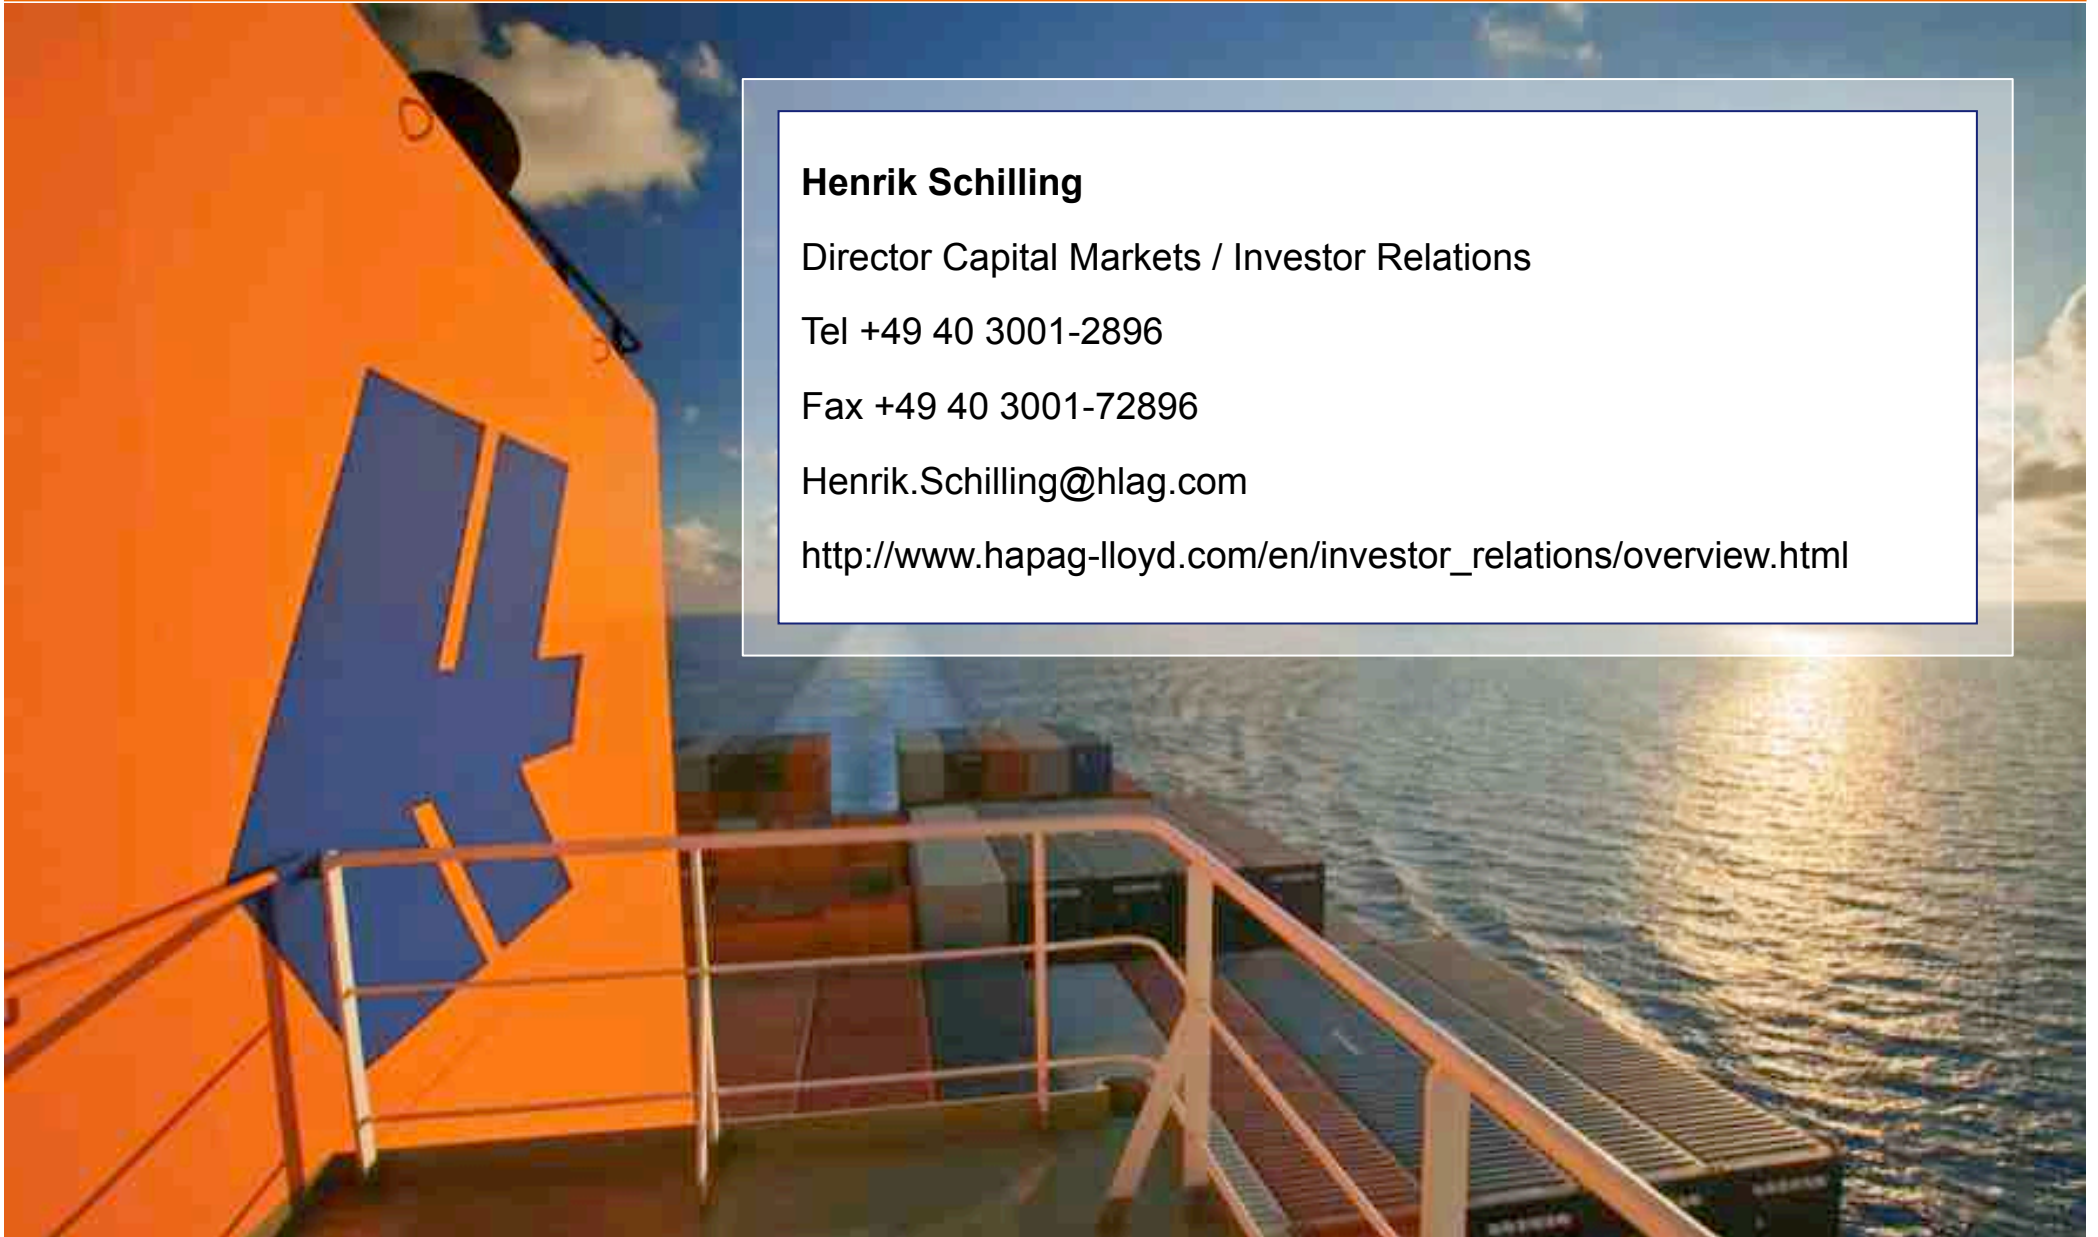 Henrik Schilling
Director Capital Markets / Investor Relations
Tel +49 40 3001-2896
Fax +49 40 3001-72896
Henrik.Schilling@hlag.com
http://www.hapag-lloyd.com/en/investor_relations/overview.html